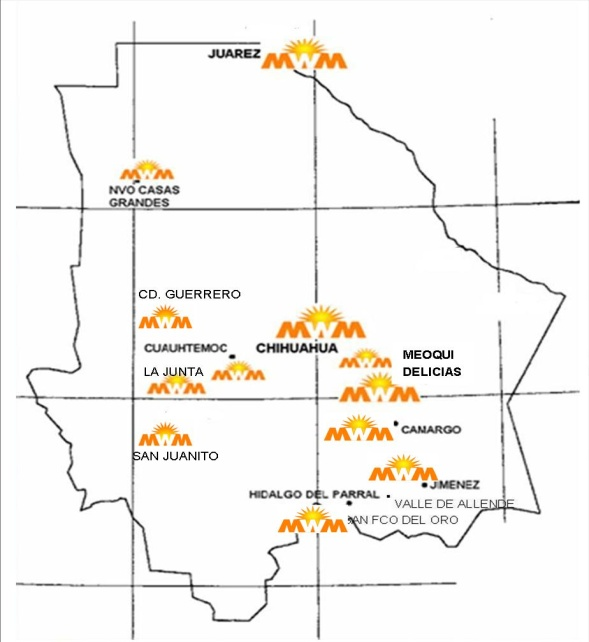 JUAREZ
MWM
MWM
NVO CASAS
GRANDES
CD. GUERRERO
MWM
MWM
CUAUHTEMOC
CHIHUAHUA
MWM
MEOQUI
LA JUNTA
MWM
DELICIAS
MWM
MWM
MWM
CAMARGO
MWM
SAN JUANITO
MWM
JIMENEZ
HIDALGO DEL PARRAL
VALLE DE ALLENDE
MWM
AN FCO DEL ORO